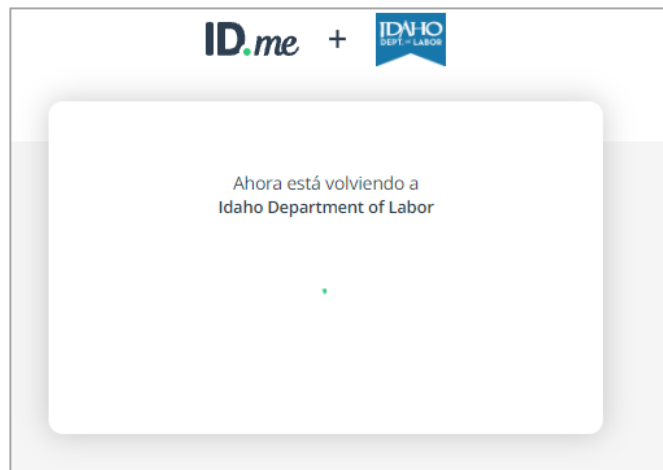 ID.me + IDAHO
DEPT. OF LABOR
Ahora está volviendo a
Idaho Department of Labor